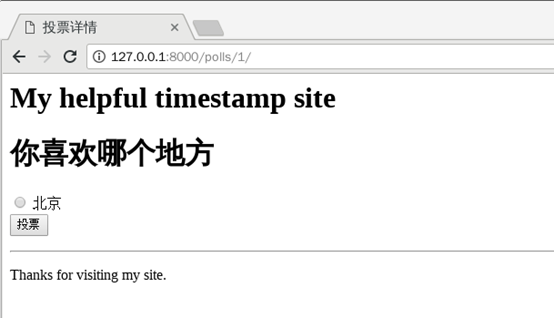 投票详情
127.0.0.1:8000/polls/1/
My helpful timestamp site
你喜欢哪个地方
北京
投票
Thanks for visiting my site.